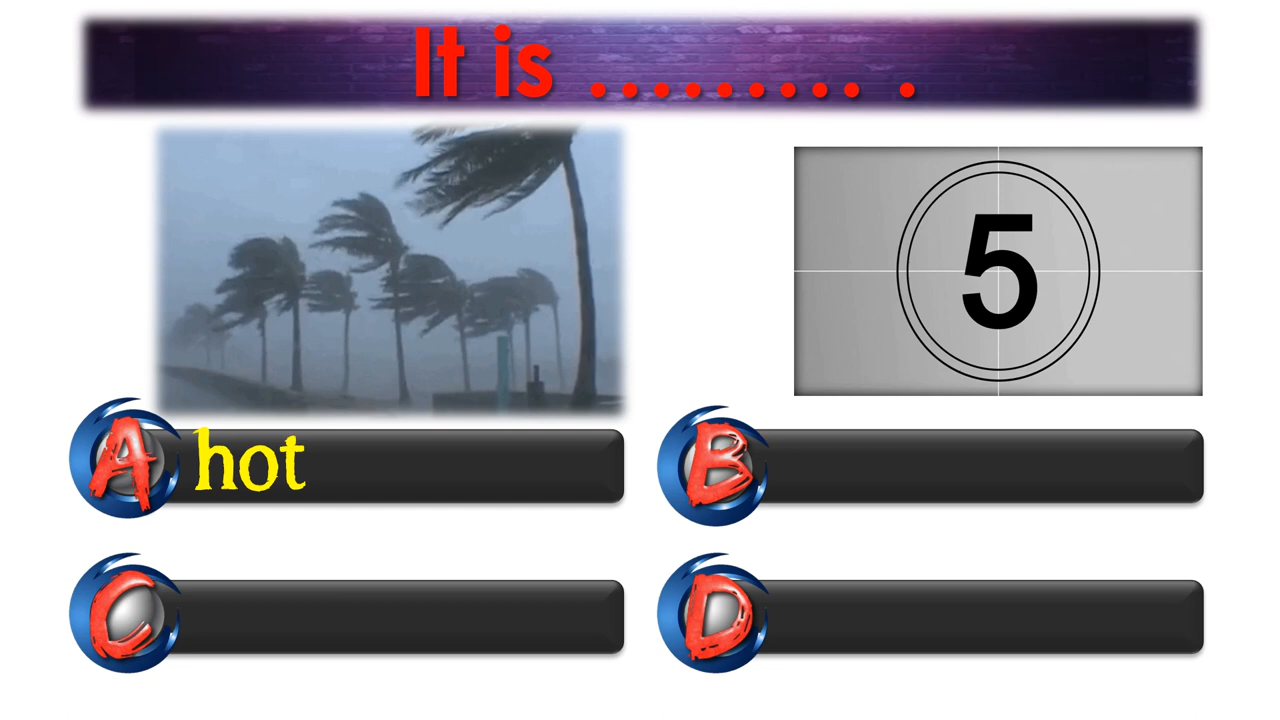 It is ......... .
5
A hot
B
C
D